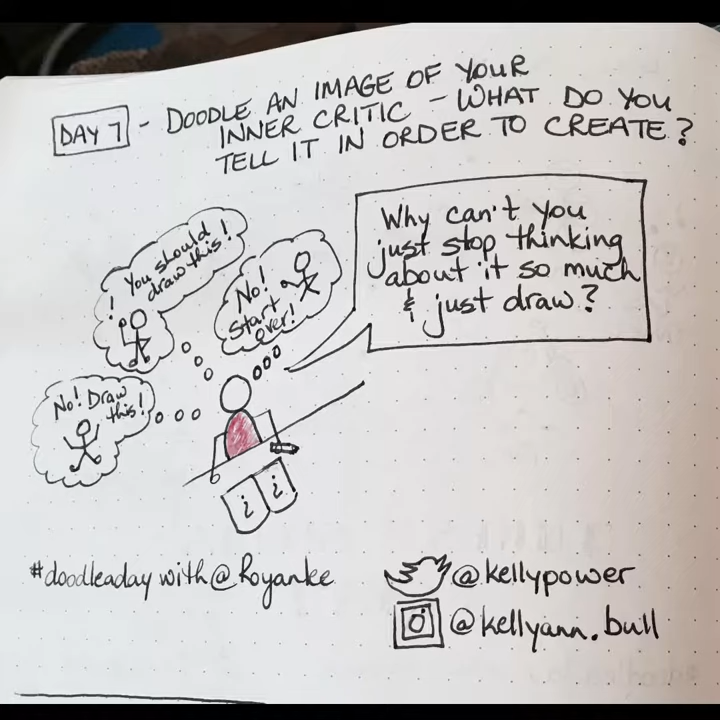 DAY 7 - DOODLE AN IMAGE OF YOUR
INNER CRITIC - WHAT DO YOU
TELL IT IN ORDER TO CREATE?
! You should
draw this!
No!
Start
over!
No! Draw
this!
Why can't you
just stop thinking
about it so much
& just draw?
? ?
#doodleaday with @Royanlee
@kellypower
@kellyann.bull